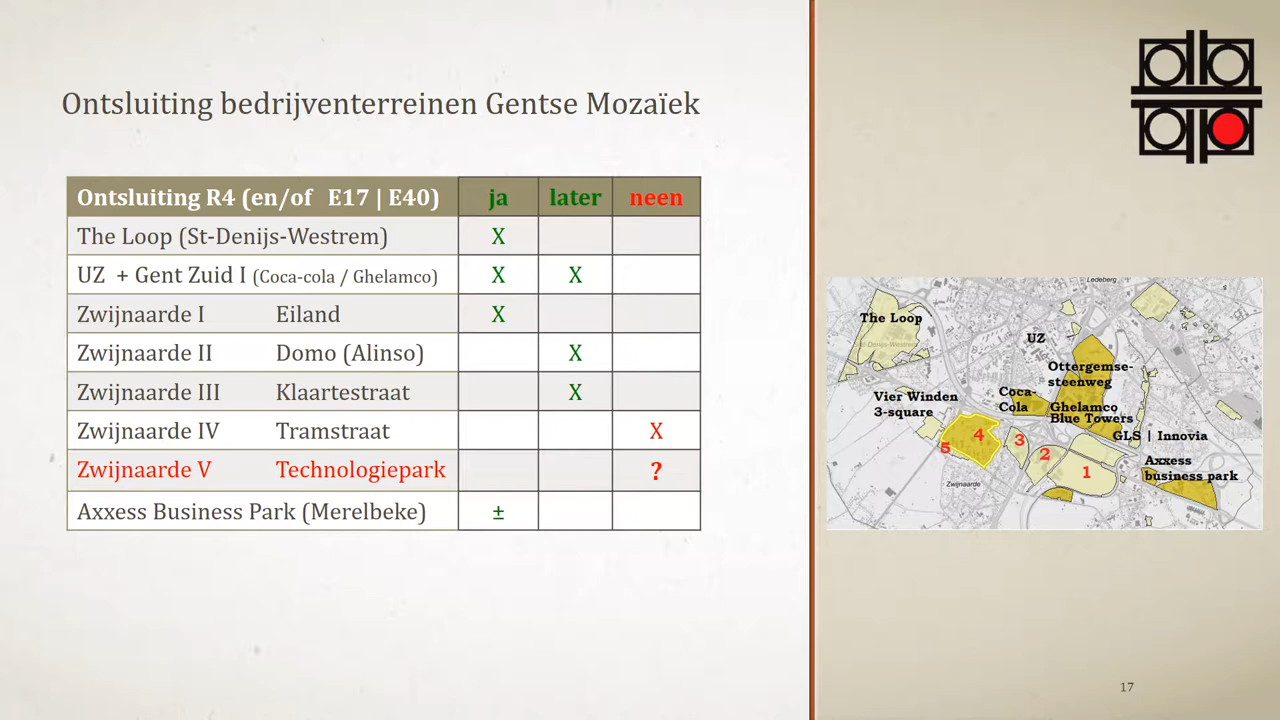 Ontsluiting bedrijventerreinen Gentse Mozaïek
Ontsluiting R4 (en/of E17 | E40) ja later neen
The Loop (St-Denijs-Westrem) X
UZ + Gent Zuid I (Coca-cola / Ghelamco) X X
Zwijnaarde I Eiland X
Zwijnaarde II Domo (Alinso) X
Zwijnaarde III Klaartestraat X
Zwijnaarde IV Tramstraat X
Zwijnaarde V Technologiepark ?
Axxess Business Park (Merelbeke) ±
Ledeberg
The Loop
St-Denijs-Westrem
UZ
Ottergemse-
steenweg
Vier Winden
3-square
Coca-
Cola
Ghelamco
Blue Towers
GLS | Innovia
Axxess
business park
5
4
3
2
1
Zwijnaarde
17